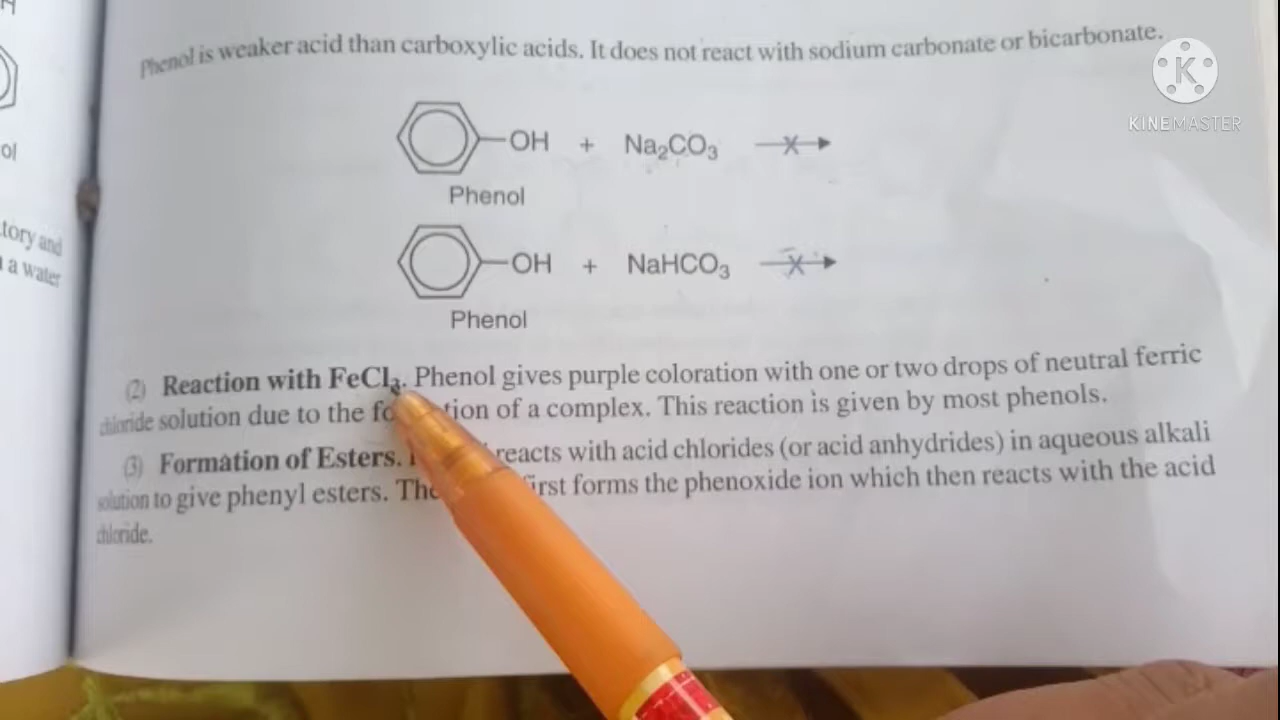 H
ol
tory and
a water
Phenol is weaker acid than carboxylic acids. It does not react with sodium carbonate or bicarbonate.
OH + Na₂CO₃ X
Phenol
OH + NaHCO₃ X
Phenol
(2) Reaction with FeCl₃. Phenol gives purple coloration with one or two drops of neutral ferric
chloride solution due to the fo tion of a complex. This reaction is given by most phenols.
(3) Formation of Esters. reacts with acid chlorides (or acid anhydrides) in aqueous alkali
solution to give phenyl esters. The irst forms the phenoxide ion which then reacts with the acid
chloride.
K
KINEMASTER